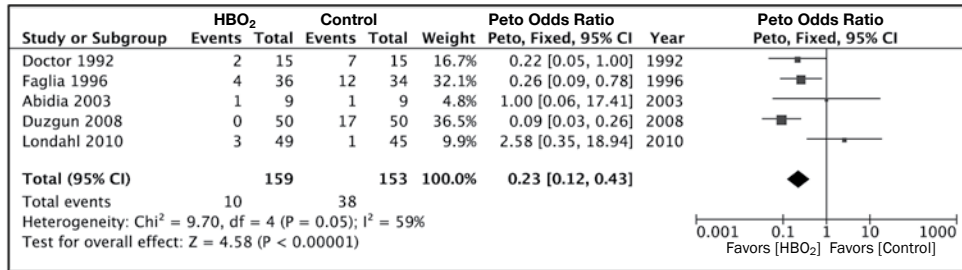 HBO₂ Control Peto Odds Ratio Peto Odds Ratio
Study or Subgroup Events Total Events Total Weight Peto, Fixed, 95% CI Year Peto, Fixed, 95% CI
Doctor 1992 2 15 7 15 16.7% 0.22 [0.05, 1.00] 1992
Faglia 1996 4 36 12 34 32.1% 0.26 [0.09, 0.78] 1996
Abidia 2003 1 9 1 9 4.8% 1.00 [0.06, 17.41] 2003
Duzgun 2008 0 50 17 50 36.5% 0.09 [0.03, 0.26] 2008
Londahl 2010 3 49 1 45 9.9% 2.58 [0.35, 18.94] 2010
Total (95% CI) 159 153 100.0% 0.23 [0.12, 0.43]
Total events 10 38
Heterogeneity: Chi² = 9.70, df = 4 (P = 0.05); I² = 59%
Test for overall effect: Z = 4.58 (P < 0.00001)
0.001 0.1 1 10 1000
Favors [HBO₂] Favors [Control]